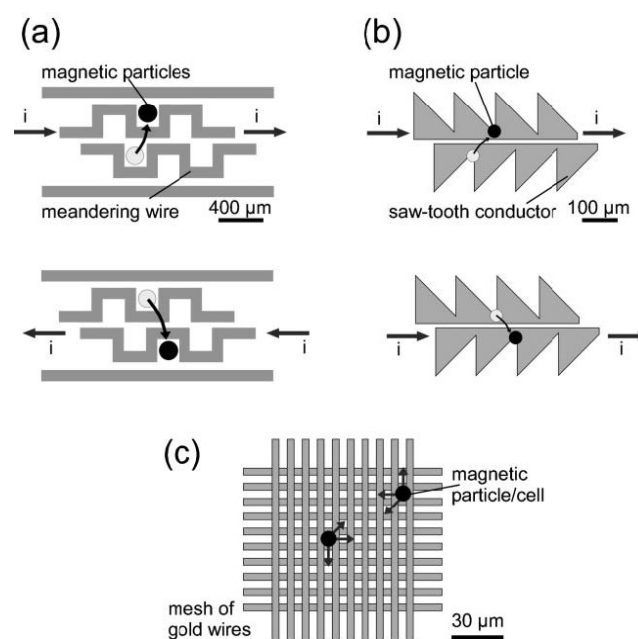 (a)
magnetic particles
i
i
meandering wire
400 µm
i
i
(b)
magnetic particle
i
i
saw-tooth conductor
100 µm
i
i
(c)
magnetic
particle/cell
mesh of
gold wires
30 µm